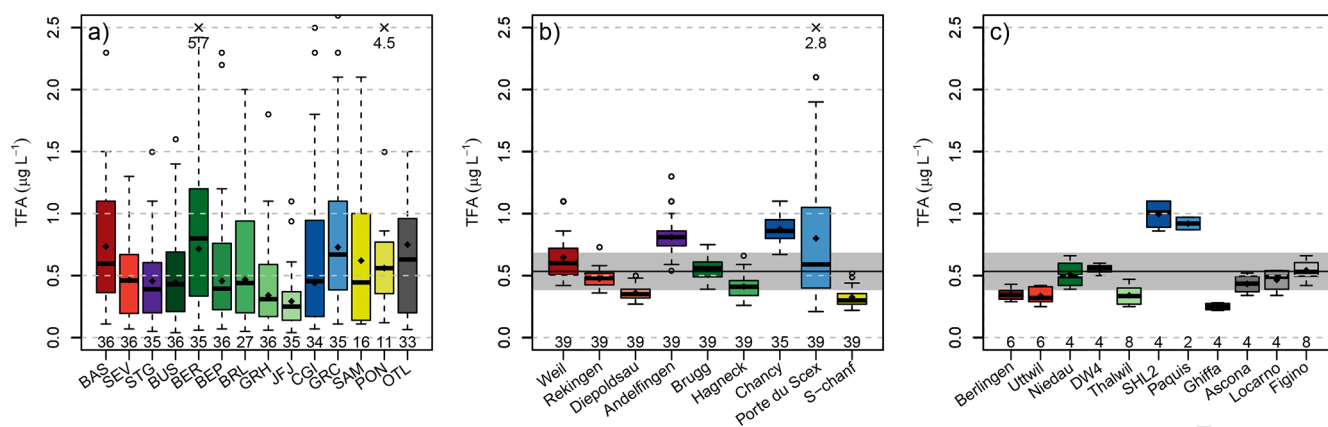 a)
TFA (µg L⁻¹)
0.0 0.5 1.0 1.5 2.0 2.5
5.7
4.5
36 36 35 36 35 36 27 36 35 34 35 16 11 33
BAS SEV STG BUS BER BEP BRL GRH JFJ CGI GRC SAM PON OTL
b)
TFA (µg L⁻¹)
0.0 0.5 1.0 1.5 2.0 2.5
2.8
39 39 39 39 39 39 35 39 39
Weil Rekingen Diepoldsau Andelfingen Brugg Hagneck Chancy Porte du Scex S−chanf
c)
TFA (µg L⁻¹)
0.0 0.5 1.0 1.5 2.0 2.5
6 6 4 4 8 4 2 4 4 4 8
Berlingen Uttwil Niedau DW4 Thalwil SHL2 Paquis Ghiffa Ascona Locarno Figino